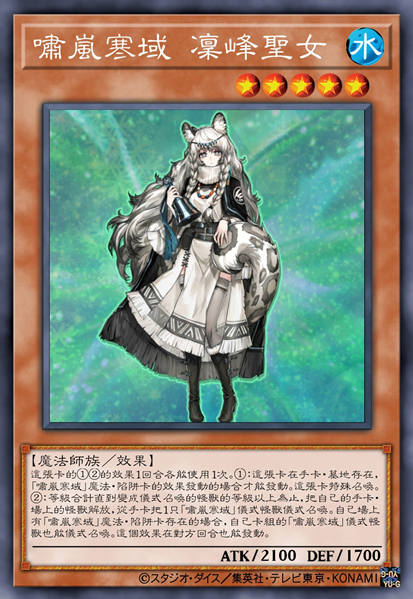 嘯嵐寒域 凜峰聖女
水
【魔法師族／效果】
這張卡的①②的效果1回合各能使用1次。①：這張卡在手卡・墓地存在，
「嘯嵐寒域」魔法・陷阱卡的效果發動的場合才能發動。這張卡特殊召喚。
②：等級合計直到變成儀式召喚的怪獸的等級以上為止，把自己的手卡・
場上的怪獸解放，從手卡把1只「嘯嵐寒域」儀式怪獸儀式召喚。自己場上
有「嘯嵐寒域」魔法・陷阱卡存在的場合，自己卡組的「嘯嵐寒域」儀式怪
獸也能儀式召喚。這個效果在對方回合也能發動。
ATK/2100 DEF/1700
©スタジオ・ダイス／集英社・テレビ東京・KONAMI